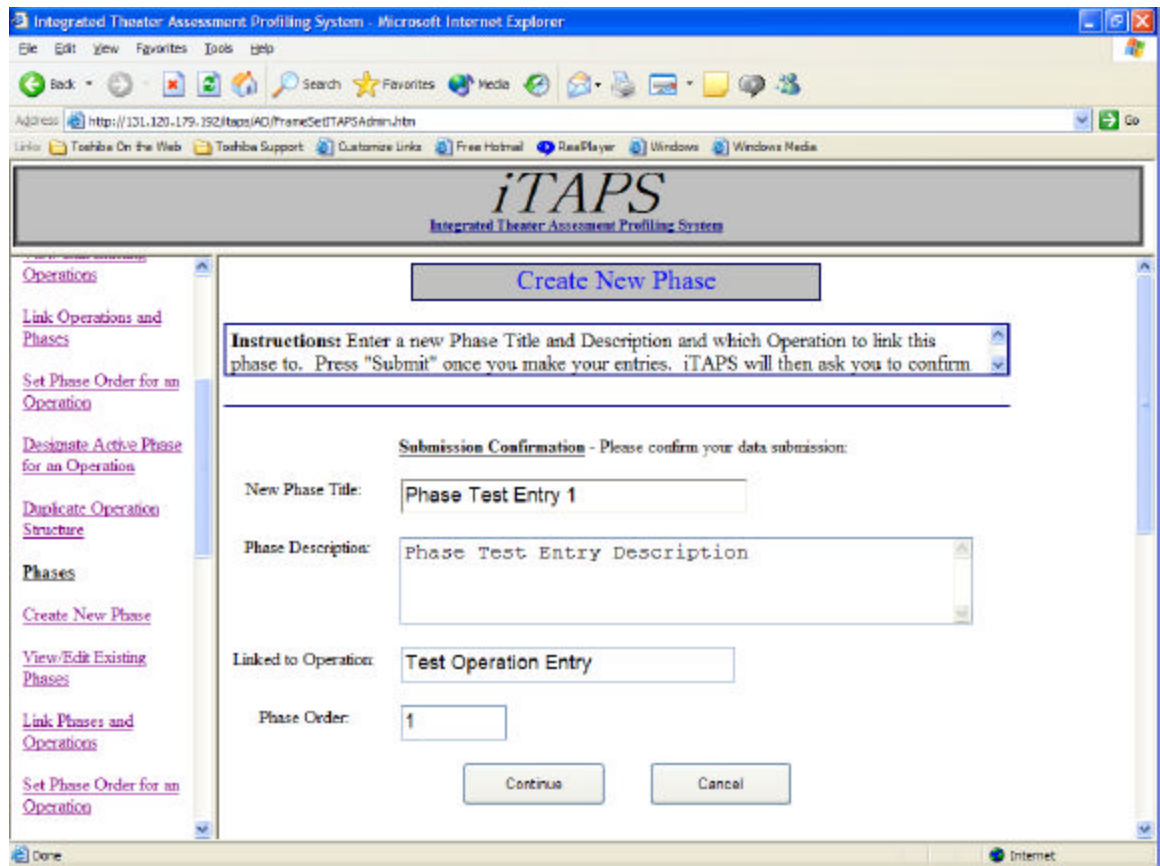 Integrated Theater Assessment Profiling System - Microsoft Internet Explorer
File Edit View Favorites Tools Help
Back Search Favorites Media
Address http://131.120.179.192/itaps/AO/FrameSetITAPSAdmin.htm Go
Links Toshiba On the Web Toshiba Support Customize Links Free Hotmail RealPlayer Windows Windows Media
iTAPS
Integrated Theater Assessment Profiling System
Operations
Link Operations and
Phases
Set Phase Order for an
Operation
Designate Active Phase
for an Operation
Duplicate Operation
Structure
Phases
Create New Phase
View/Edit Existing
Phases
Link Phases and
Operations
Set Phase Order for an
Operation
Create New Phase
Instructions: Enter a new Phase Title and Description and which Operation to link this
phase to. Press "Submit" once you make your entries. iTAPS will then ask you to confirm
Submission Confirmation - Please confirm your data submission:
New Phase Title: Phase Test Entry 1
Phase Description: Phase Test Entry Description
Linked to Operation: Test Operation Entry
Phase Order: 1
Continue Cancel
Done Internet